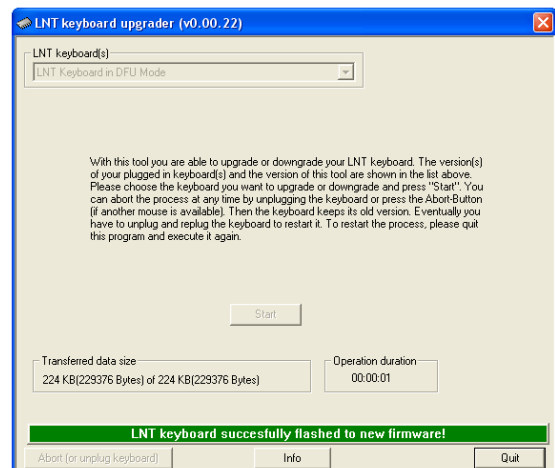 LNT keyboard upgrader (v0.00.22)
LNT keyboard(s)
LNT Keyboard in DFU Mode
With this tool you are able to upgrade or downgrade your LNT keyboard. The version(s)
of your plugged in keyboard(s) and the version of this tool are shown in the list above.
Please choose the keyboard you want to upgrade or downgrade and press "Start". You
can abort the process at any time by unplugging the keyboard or press the Abort-Button
(if another mouse is available). Then the keyboard keeps its old version. Eventually you
have to unplug and replug the keyboard to restart it. To restart the process, please quit
this program and execute it again.
Start
Transferred data size
Operation duration
224 KB(229376 Bytes) of 224 KB(229376 Bytes)
00:00:01
LNT keyboard succesfully flashed to new firmware!
Abort (or unplug keyboard)
Info
Quit